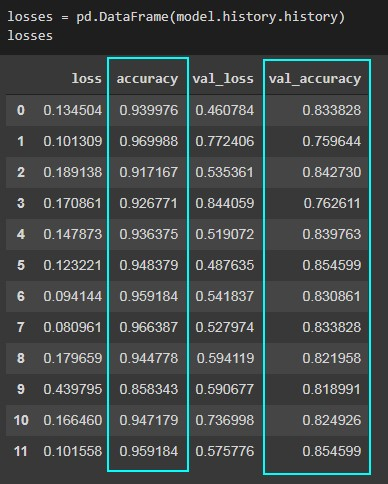 losses = pd.DataFrame(model.history.history)
losses
loss accuracy val_loss val_accuracy
0 0.134504 0.939976 0.460784 0.833828
1 0.101309 0.969988 0.772406 0.759644
2 0.189138 0.917167 0.535361 0.842730
3 0.170861 0.926771 0.844059 0.762611
4 0.147873 0.936375 0.519072 0.839763
5 0.123221 0.948379 0.487635 0.854599
6 0.094144 0.959184 0.541837 0.830861
7 0.080961 0.966387 0.527974 0.833828
8 0.179659 0.944778 0.594119 0.821958
9 0.439795 0.858343 0.590677 0.818991
10 0.166460 0.947179 0.736998 0.824926
11 0.101558 0.959184 0.575776 0.854599